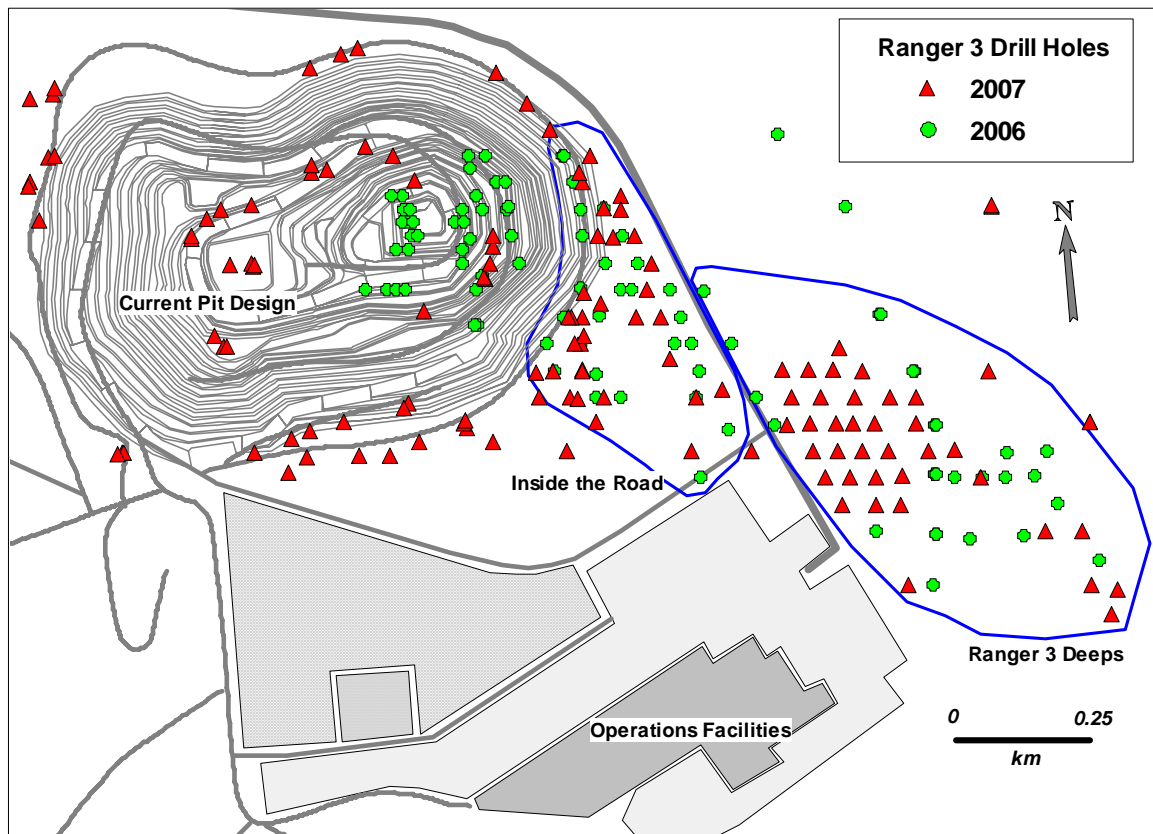 Ranger 3 Drill Holes
2007
2006
N
Current Pit Design
Inside the Road
Ranger 3 Deeps
Operations Facilities
0 0.25
km